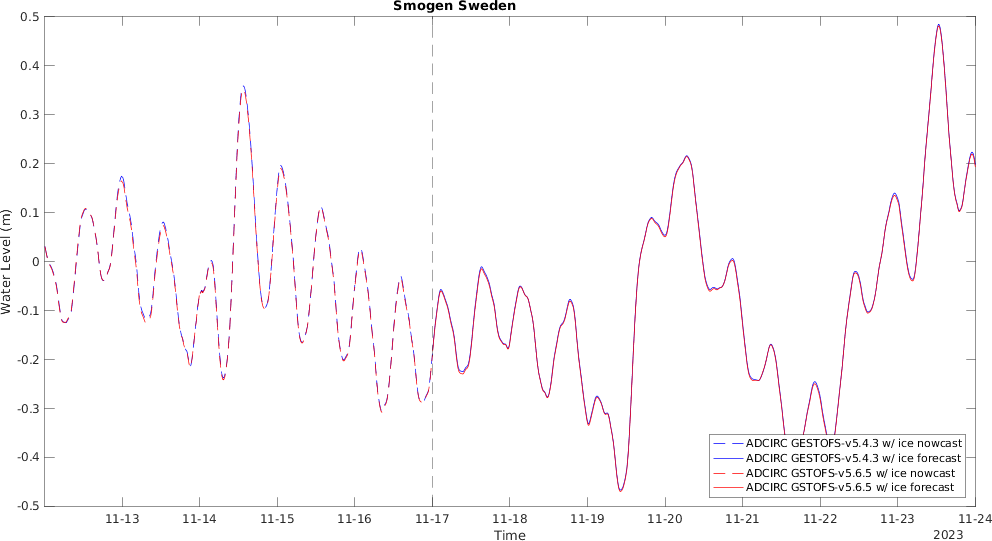 Smogen Sweden
0.5
0.4
0.3
0.2
0.1
0
-0.1
-0.2
-0.3
-0.4
-0.5
Water Level (m)
ADCIRC GESTOFS-v5.4.3 w/ ice nowcast
ADCIRC GESTOFS-v5.4.3 w/ ice forecast
ADCIRC GSTOFS-v5.6.5 w/ ice nowcast
ADCIRC GSTOFS-v5.6.5 w/ ice forecast
11-13 11-14 11-15 11-16 11-17 11-18 11-19 11-20 11-21 11-22 11-23 11-24
Time
2023